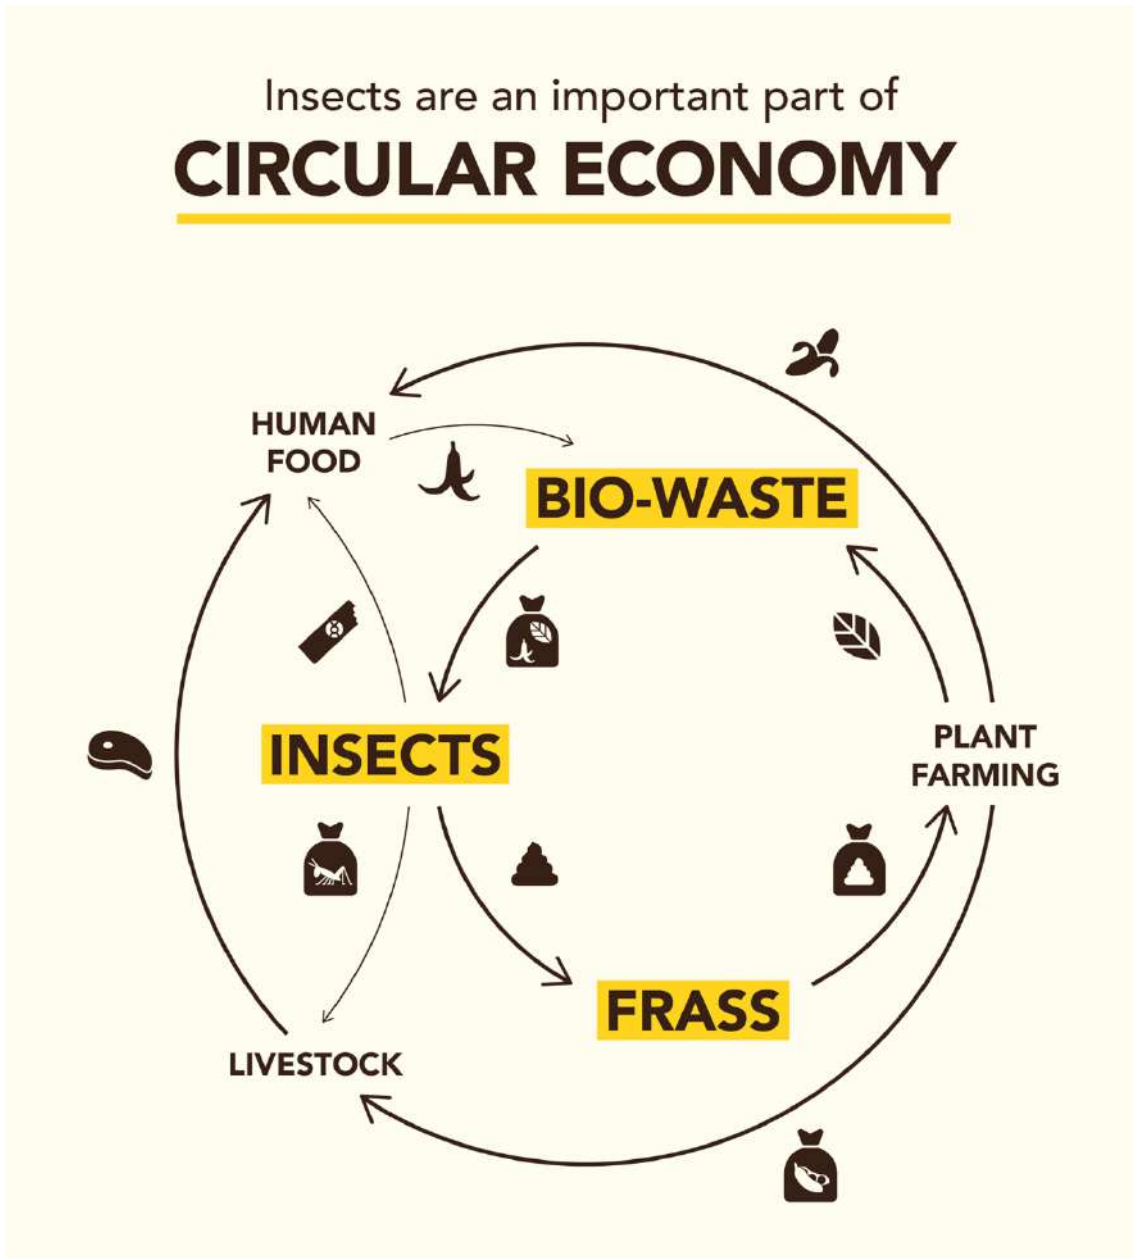 Insects are an important part of
CIRCULAR ECONOMY
HUMAN
FOOD
BIO-WASTE
INSECTS
PLANT
FARMING
FRASS
LIVESTOCK